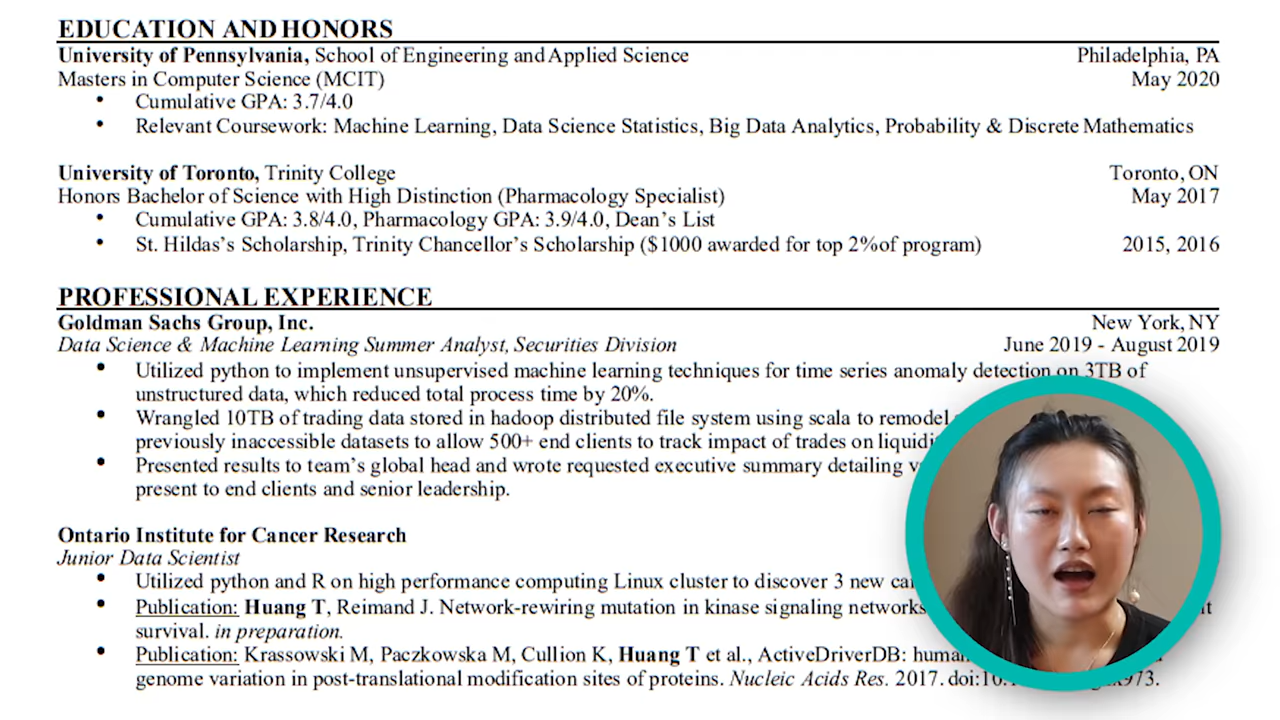 EDUCATION AND HONORS
University of Pennsylvania, School of Engineering and Applied Science Philadelphia, PA
Masters in Computer Science (MCIT) May 2020
• Cumulative GPA: 3.7/4.0
• Relevant Coursework: Machine Learning, Data Science Statistics, Big Data Analytics, Probability & Discrete Mathematics
University of Toronto, Trinity College Toronto, ON
Honors Bachelor of Science with High Distinction (Pharmacology Specialist) May 2017
• Cumulative GPA: 3.8/4.0, Pharmacology GPA: 3.9/4.0, Dean's List
• St. Hildas's Scholarship, Trinity Chancellor's Scholarship ($1000 awarded for top 2%of program) 2015, 2016
PROFESSIONAL EXPERIENCE
Goldman Sachs Group, Inc. New York, NY
Data Science & Machine Learning Summer Analyst, Securities Division June 2019 - August 2019
• Utilized python to implement unsupervised machine learning techniques for time series anomaly detection on 3TB of
unstructured data, which reduced total process time by 20%.
• Wrangled 10TB of trading data stored in hadoop distributed file system using scala to remodel
previously inaccessible datasets to allow 500+ end clients to track impact of trades on
• Presented results to team's global head and wrote requested executive summary detailing
present to end clients and senior leadership.
Ontario Institute for Cancer Research
Junior Data Scientist
• Utilized python and R on high performance computing Linux cluster to discover 3 new
• Publication: Huang T, Reimand J. Network-rewiring mutation in kinase signaling networks
survival. in preparation.
• Publication: Krassowski M, Paczkowska M, Cullion K, Huang T et al., ActiveDriverDB: human
genome variation in post-translational modification sites of proteins. Nucleic Acids Res. 2017. doi:10.